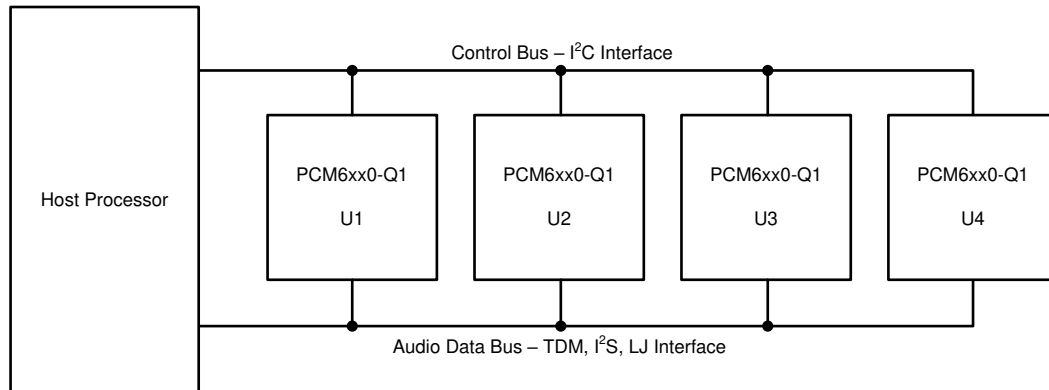 Control Bus – I²C Interface
Host Processor
PCM6xx0-Q1
U1
PCM6xx0-Q1
U2
PCM6xx0-Q1
U3
PCM6xx0-Q1
U4
Audio Data Bus – TDM, I²S, LJ Interface